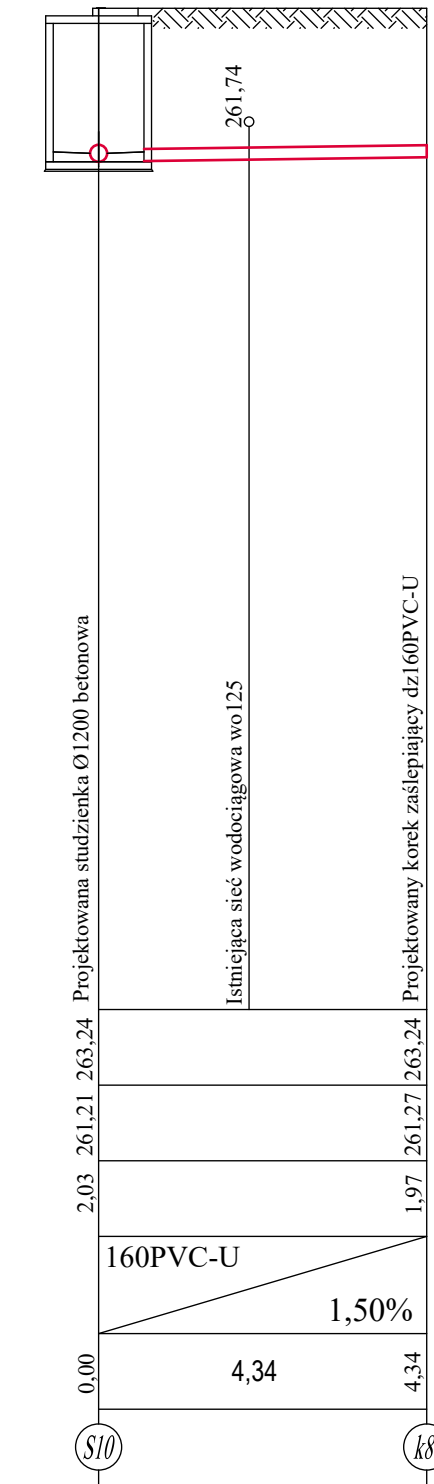 261,74
Projektowana studzienka Ø1200 betonowa
Istniejąca sieć wodociągowa wo125
Projektowany korek zaślepiający dz160PVC-U
263,24 263,24
261,21 261,27
2,03 1,97
160PVC-U
1,50%
0,00 4,34 4,34
S10 k8